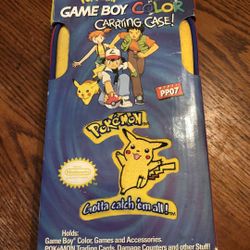 GAME BOY COLOR
CARRYING CASE!
PP07
POKéMON
Gotta catch 'em all!
Holds:
Game Boy Color, Games and Accessories.
POKéMON Trading Cards, Damage Counters and other Stuff!